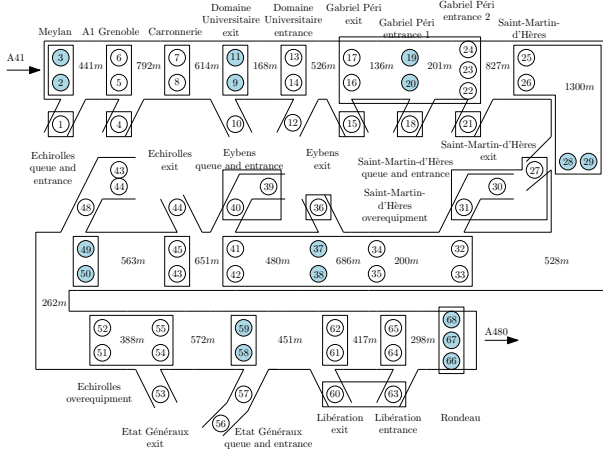 Meylan
A1 Grenoble
Carronnerie
Domaine
Universitaire
exit
Domaine
Universitaire
entrance
Gabriel Péri
exit
Gabriel Péri
entrance 1
Gabriel Péri
entrance 2
Saint-Martin-
d'Hères
A41
3 6 7 11 13 17 19 24 25
441m 792m 614m 168m 526m 136m 201m 23 827m 1300m
2 5 8 9 14 16 20 22 26
1 4 10 12 15 18 21
28 29
Echirolles
queue and
entrance
Echirolles
exit
Eybens
queue and entrance
Eybens
exit
Saint-Martin-d'Hères
queue and entrance
Saint-Martin-
d'Hères
overequipment
Saint-Martin-d'Hères
exit
43 27
44 39 30
48 44 40 36 31
49 45 41 37 34 32
563m 651m 480m 686m 200m 528m
50 43 42 38 35 33
262m
52 55 59 62 65 68
388m 572m 451m 417m 298m 67
A480
51 54 58 61 64 66
53 57 60 63
56
Echirolles
overequipment
Etat Généraux
exit
Etat Généraux
queue and entrance
Libération
exit
Libération
entrance
Rondeau